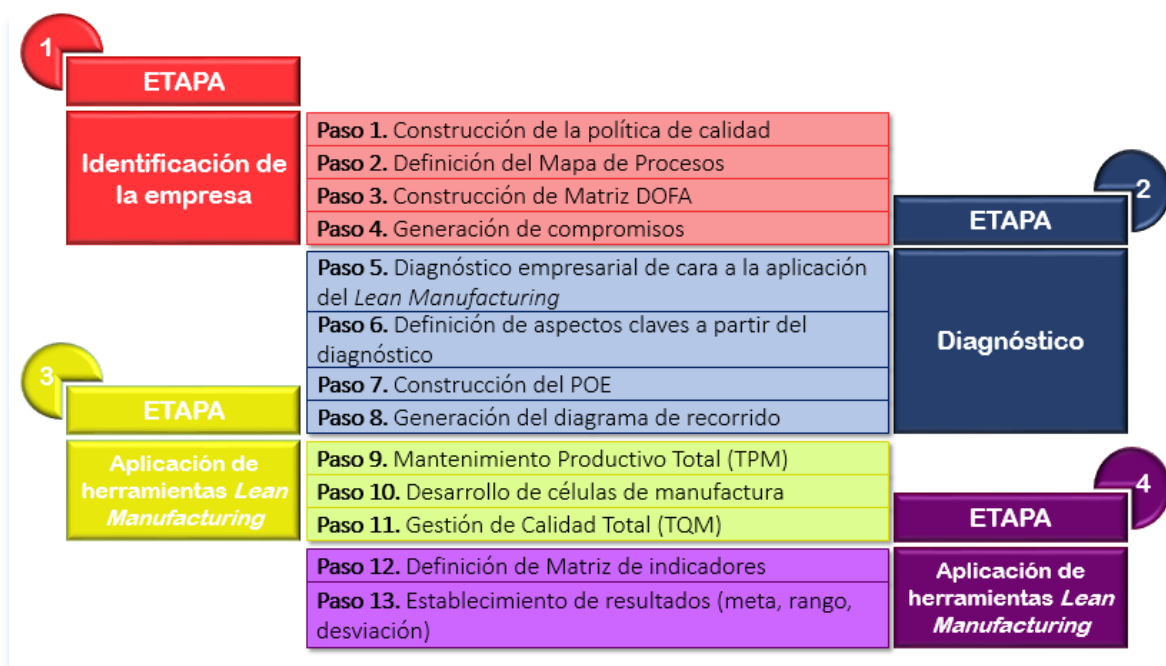 1
ETAPA
Identificación de
la empresa
Paso 1. Construcción de la política de calidad
Paso 2. Definición del Mapa de Procesos
Paso 3. Construcción de Matriz DOFA
Paso 4. Generación de compromisos
2
ETAPA
Diagnóstico
Paso 5. Diagnóstico empresarial de cara a la aplicación
del Lean Manufacturing
Paso 6. Definición de aspectos claves a partir del
diagnóstico
Paso 7. Construcción del POE
Paso 8. Generación del diagrama de recorrido
3
ETAPA
Aplicación de
herramientas Lean
Manufacturing
Paso 9. Mantenimiento Productivo Total (TPM)
Paso 10. Desarrollo de células de manufactura
Paso 11. Gestión de Calidad Total (TQM)
4
ETAPA
Aplicación de
herramientas Lean
Manufacturing
Paso 12. Definición de Matriz de indicadores
Paso 13. Establecimiento de resultados (meta, rango,
desviación)